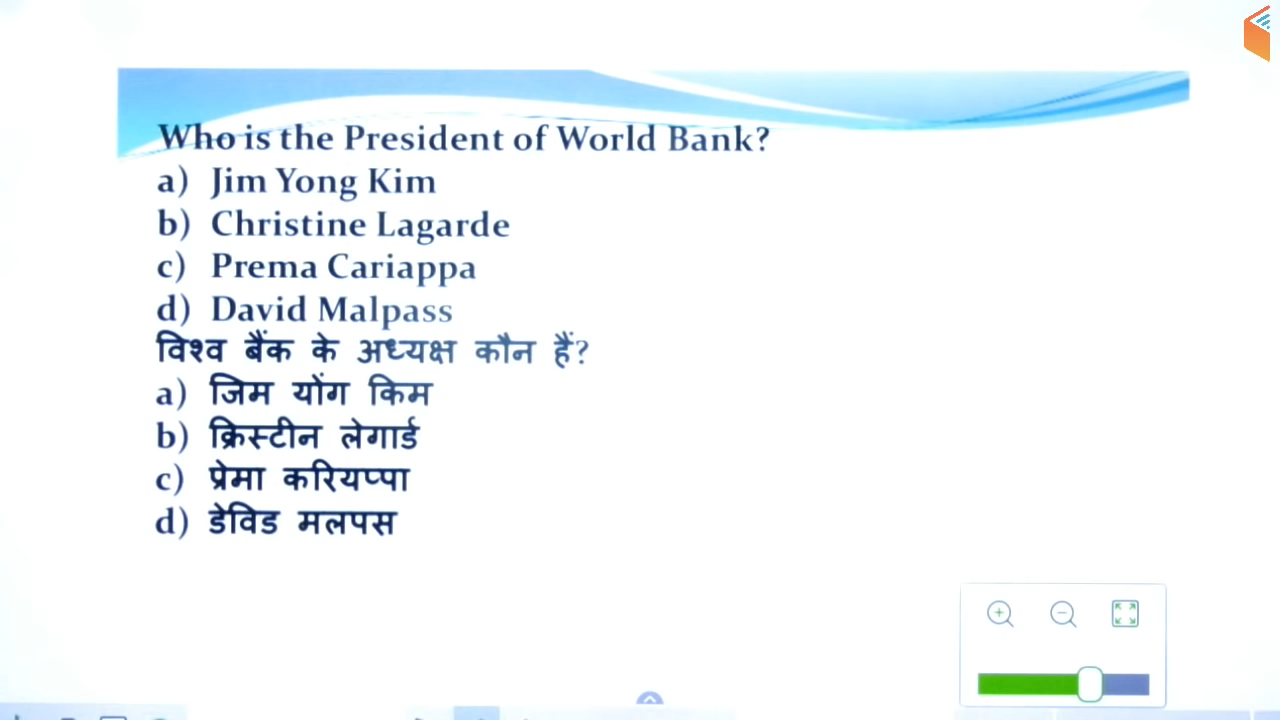 Who is the President of World Bank?
a) Jim Yong Kim
b) Christine Lagarde
c) Prema Cariappa
d) David Malpass
विश्व बैंक के अध्यक्ष कौन हैं?
a) जिम योंग किम
b) क्रिस्टीन लेगार्ड
c) प्रेमा करियप्पा
d) डेविड मलपस